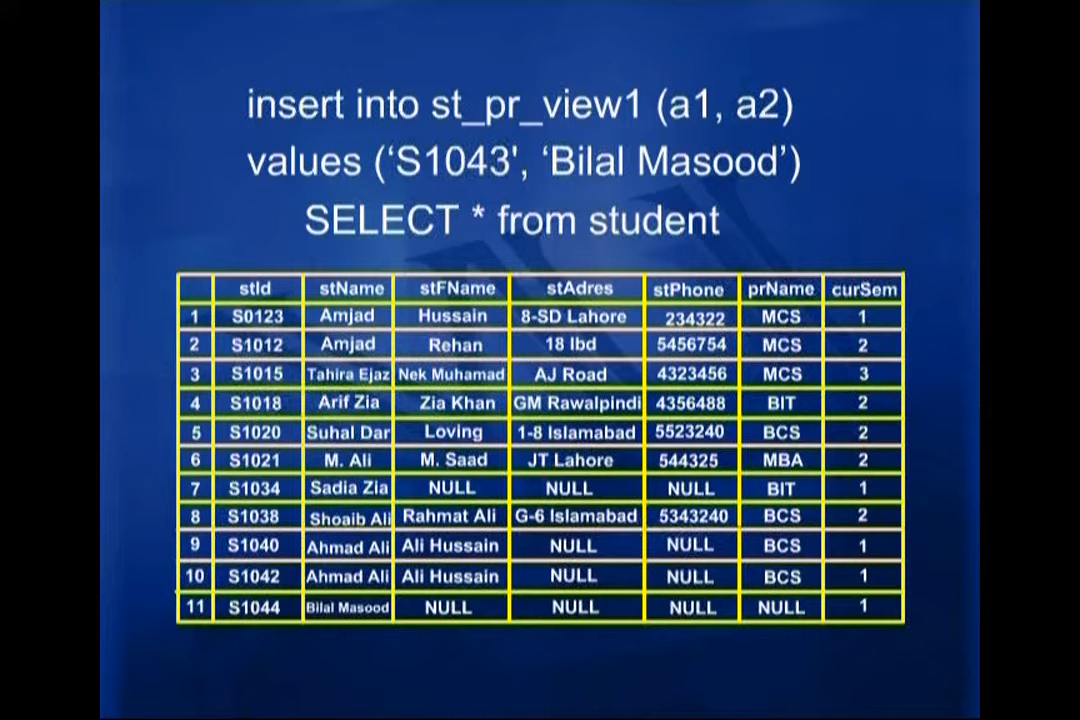 insert into st_pr_view1 (a1, a2)
values (‘S1043', ‘Bilal Masood’)
SELECT * from student
stId stName stFName stAdres stPhone prName curSem
1 S0123 Amjad Hussain 8-SD Lahore 234322 MCS 1
2 S1012 Amjad Rehan 18 Ibd 5456754 MCS 2
3 S1015 Tahira Ejaz Nek Muhamad AJ Road 4323456 MCS 3
4 S1018 Arif Zia Zia Khan GM Rawalpindi 4356488 BIT 2
5 S1020 Suhal Dar Loving 1-8 Islamabad 5523240 BCS 2
6 S1021 M. Ali M. Saad JT Lahore 544325 MBA 2
7 S1034 Sadia Zia NULL NULL NULL BIT 1
8 S1038 Shoaib Ali Rahmat Ali G-6 Islamabad 5343240 BCS 2
9 S1040 Ahmad Ali Ali Hussain NULL NULL BCS 1
10 S1042 Ahmad Ali Ali Hussain NULL NULL BCS 1
11 S1044 Bilal Masood NULL NULL NULL NULL 1